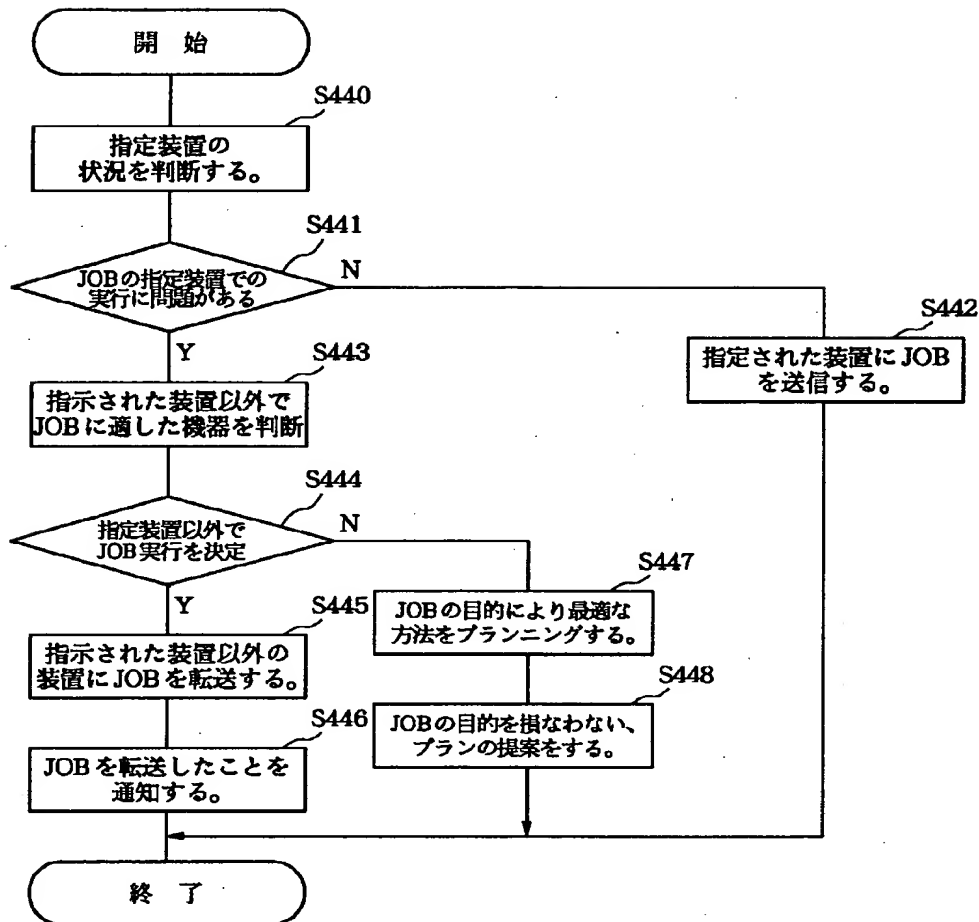 開 始
S440
指定装置の
状況を判断する。
S441
JOBの指定装置での
実行に問題がある
N
Y
S442
指定された装置にJOB
を送信する。
S443
指示された装置以外で
JOBに適した機器を判断
S444
指定装置以外で
JOB実行を決定
N
Y
S445
指示された装置以外の
装置にJOBを転送する。
S446
JOBを転送したことを
通知する。
S447
JOBの目的により最適な
方法をプランニングする。
S448
JOBの目的を損なわない、
プランの提案をする。
終 了